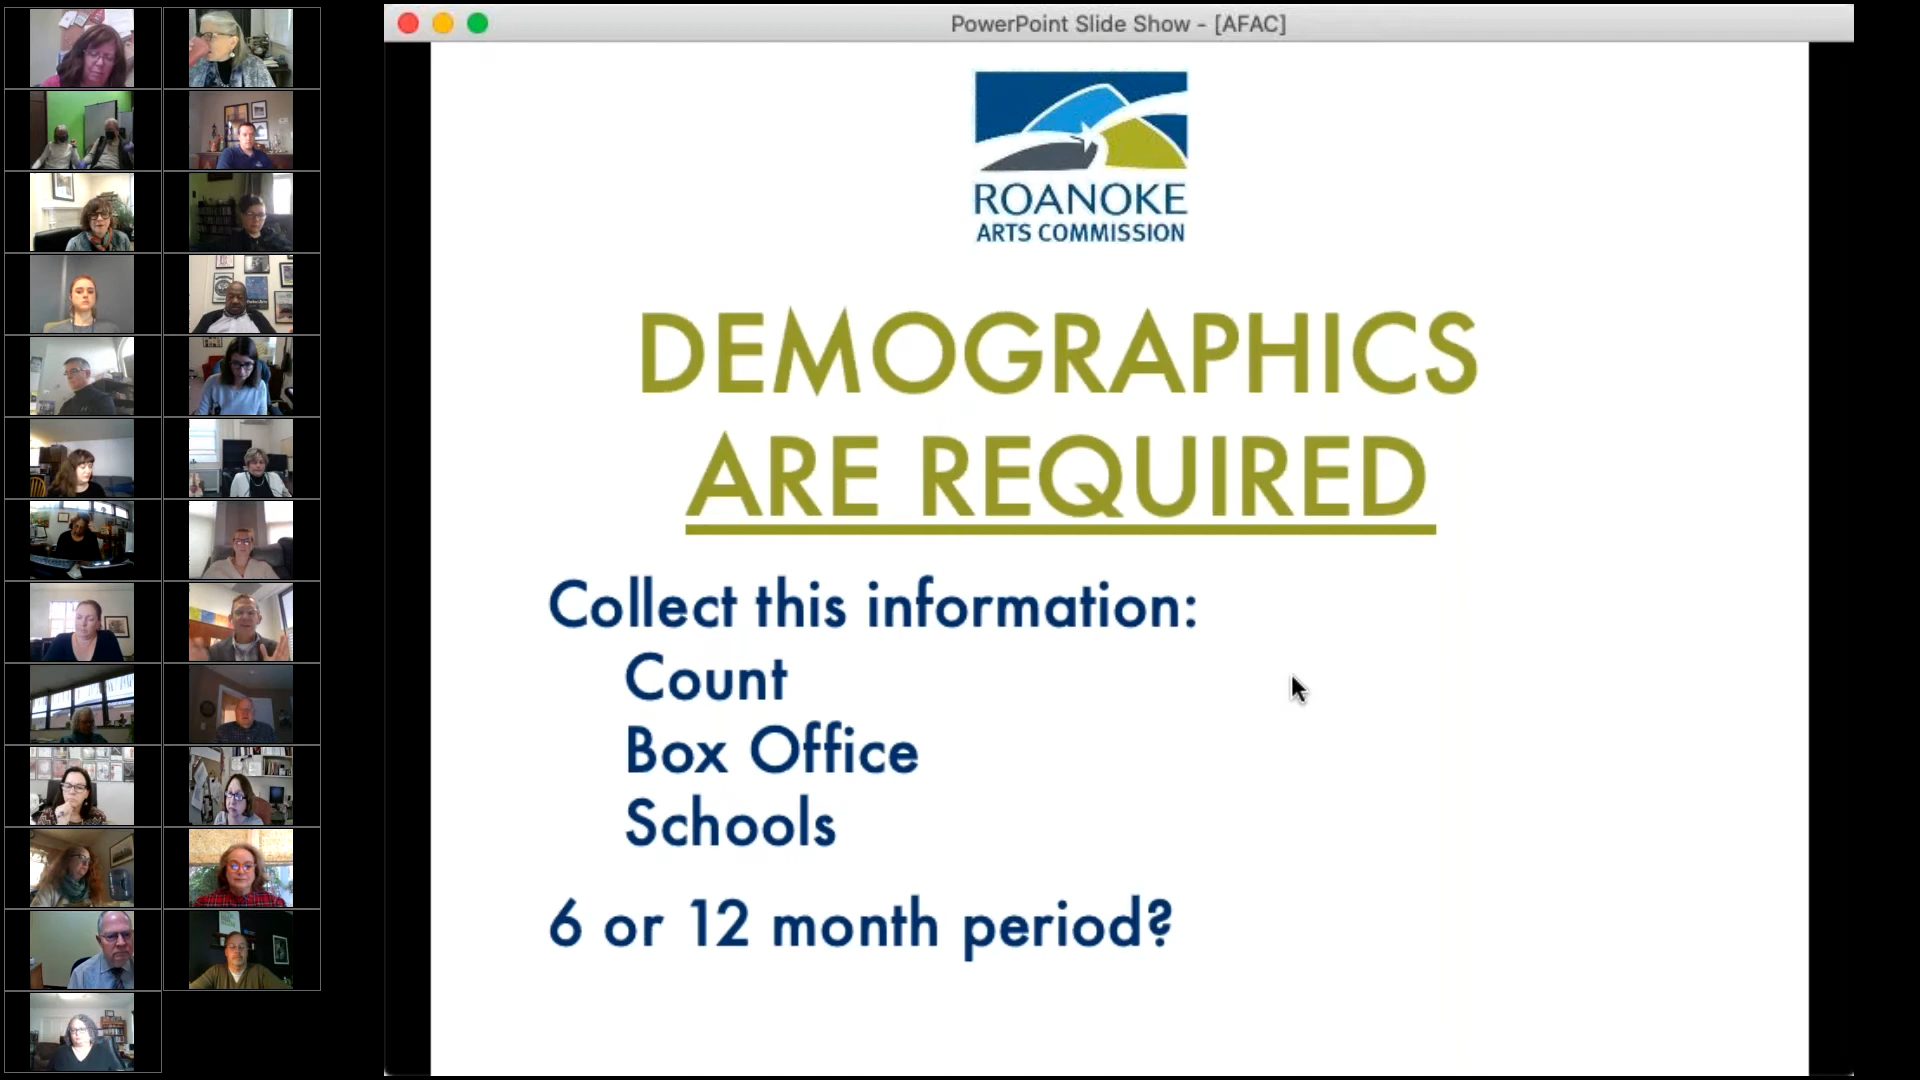 PowerPoint Slide Show - [AFAC]
ROANOKE
ARTS COMMISSION
DEMOGRAPHICS
ARE REQUIRED
Collect this information:
Count
Box Office
Schools
6 or 12 month period?